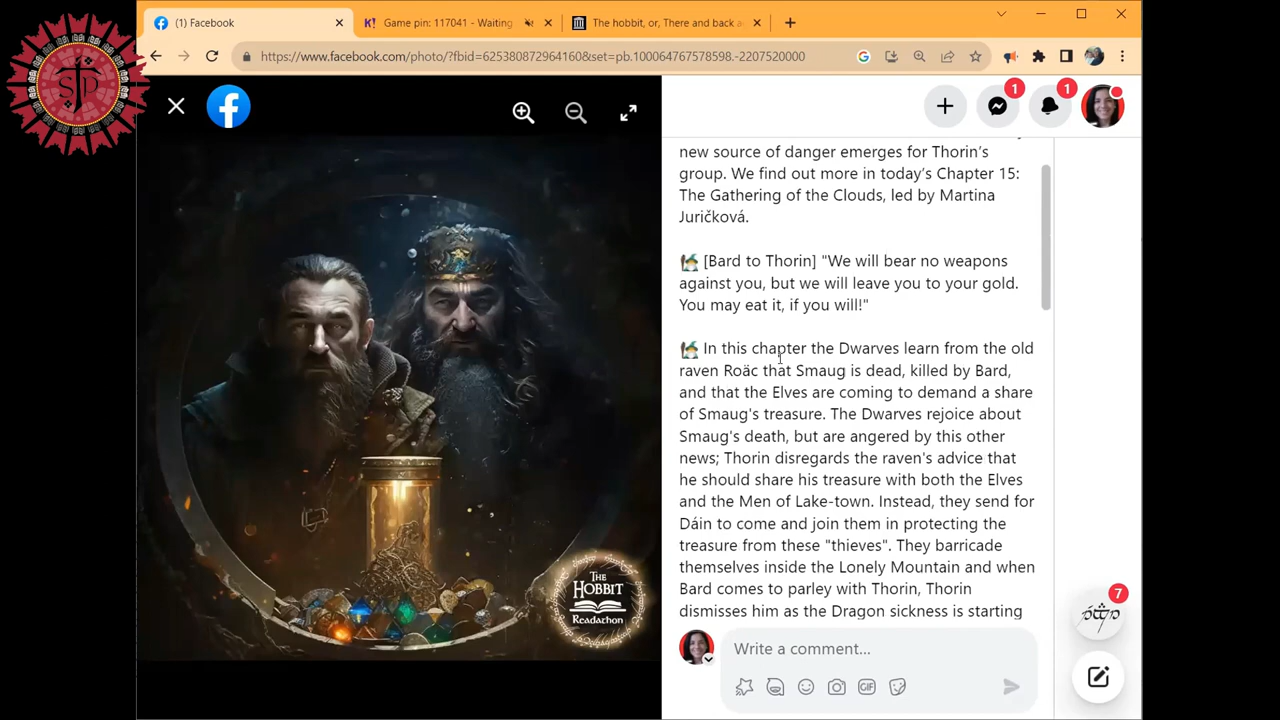 (1) Facebook
K! Game pin: 117041 - Waiting
The hobbit, or, There and back a
https://www.facebook.com/photo/?fbid=625380872964160&set=pb.100064767578598.-2207520000
1
1
new source of danger emerges for Thorin's
group. We find out more in today's Chapter 15:
The Gathering of the Clouds, led by Martina
Juričková.
[Bard to Thorin] "We will bear no weapons
against you, but we will leave you to your gold.
You may eat it, if you will!"
In this chapter the Dwarves learn from the old
raven Roäc that Smaug is dead, killed by Bard,
and that the Elves are coming to demand a share
of Smaug's treasure. The Dwarves rejoice about
Smaug's death, but are angered by this other
news; Thorin disregards the raven's advice that
he should share his treasure with both the Elves
and the Men of Lake-town. Instead, they send for
Dáin to come and join them in protecting the
treasure from these "thieves". They barricade
themselves inside the Lonely Mountain and when
Bard comes to parley with Thorin, Thorin
dismisses him as the Dragon sickness is starting
THE
HOBBIT
Readathon
7
Write a comment...
GIF